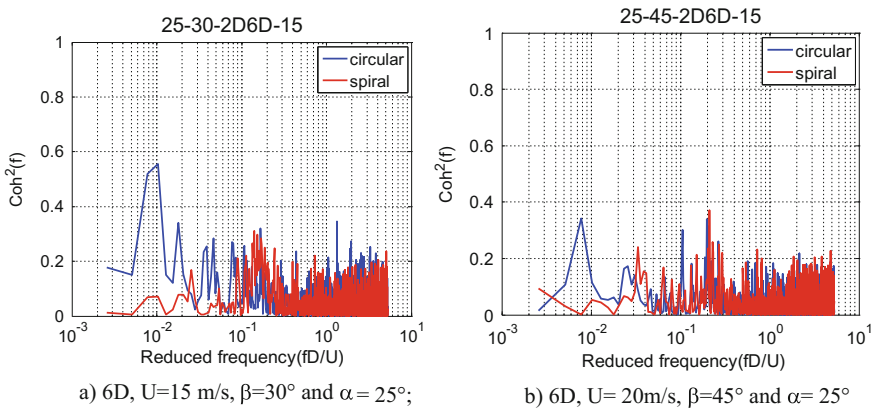 25-30-2D6D-15
1
0.8
0.6
0.4
0.2
0
Coh²(f)
circular
spiral
10⁻³
10⁻²
10⁻¹
10⁰
10¹
Reduced frequency(fD/U)
a) 6D, U=15 m/s, β=30° and α = 25°;
25-45-2D6D-15
1
0.8
0.6
0.4
0.2
0
Coh²(f)
circular
spiral
10⁻³
10⁻²
10⁻¹
10⁰
10¹
Reduced frequency(fD/U)
b) 6D, U= 20m/s, β=45° and α= 25°